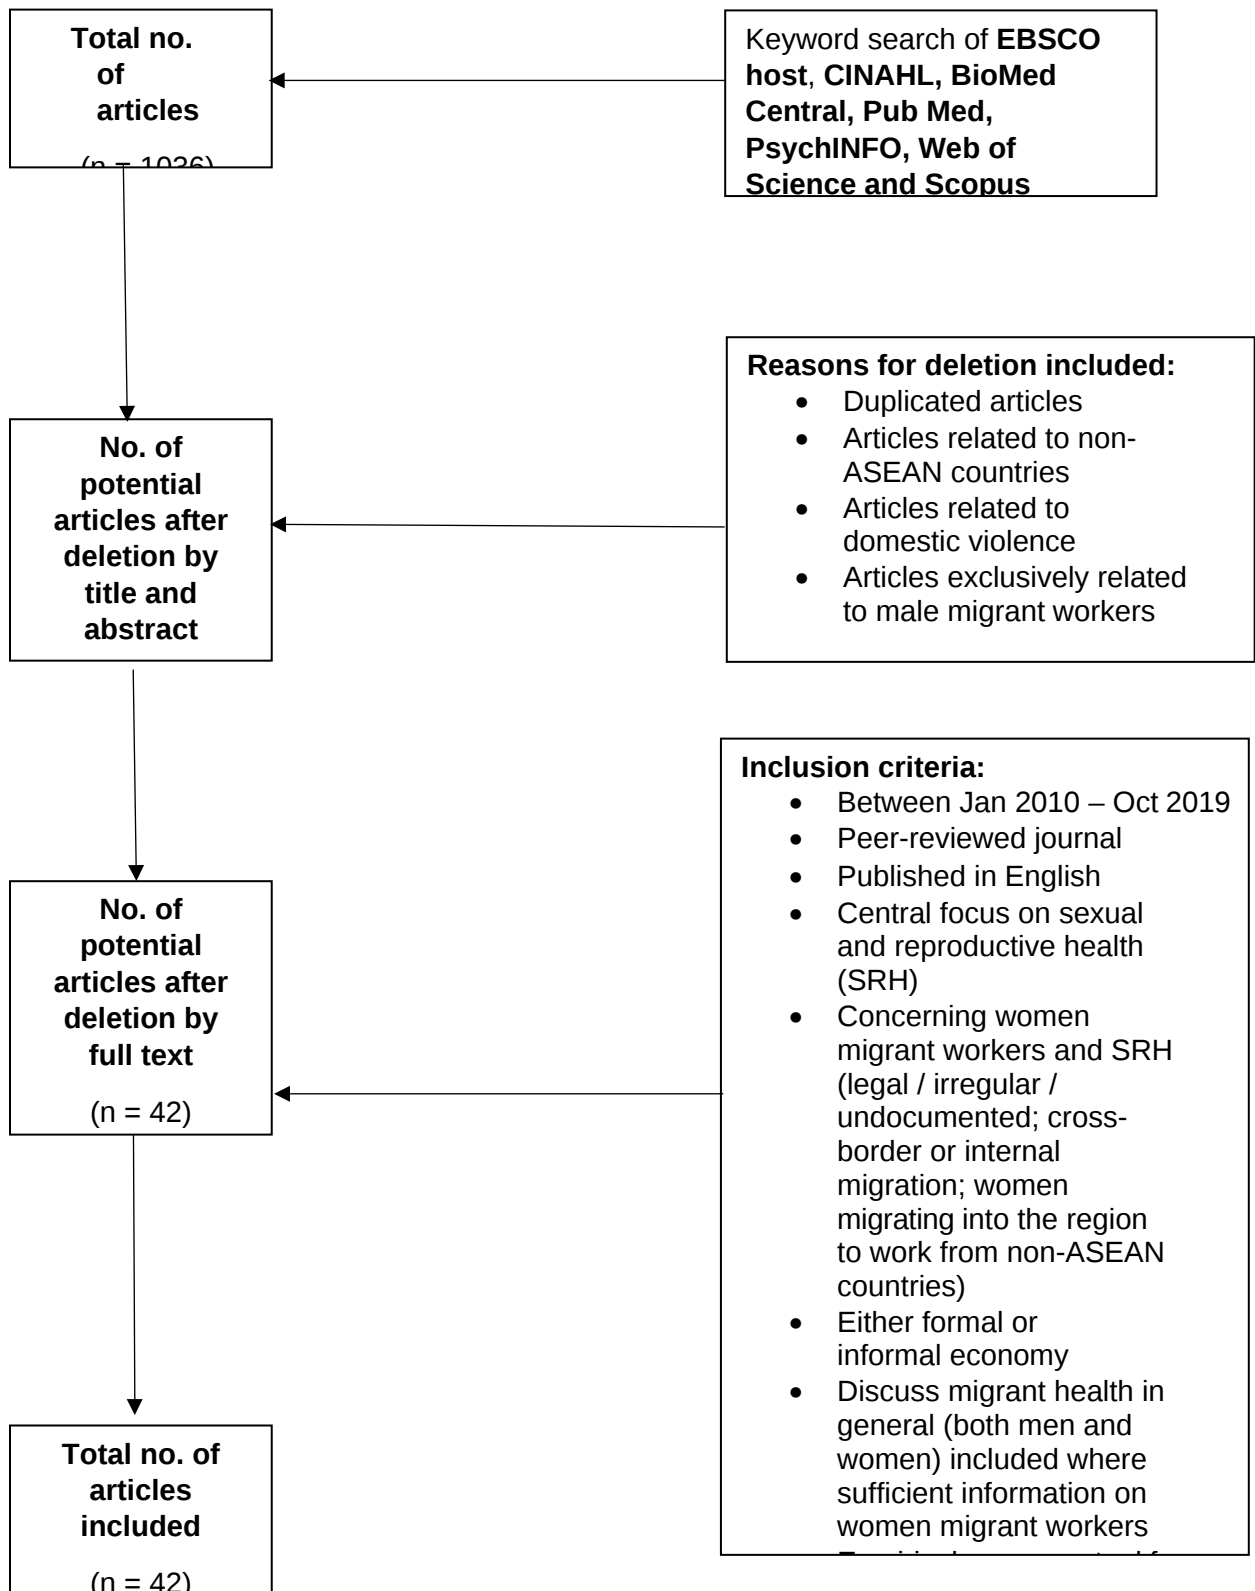 Total no.
of
articles
(n = 1036)
Keyword search of EBSCO
host, CINAHL, BioMed
Central, Pub Med,
PsychINFO, Web of
Science and Scopus
Reasons for deletion included:
• Duplicated articles
• Articles related to non-
ASEAN countries
• Articles related to
domestic violence
• Articles exclusively related
to male migrant workers
No. of
potential
articles after
deletion by
title and
abstract
Inclusion criteria:
• Between Jan 2010 – Oct 2019
• Peer-reviewed journal
• Published in English
• Central focus on sexual
and reproductive health
(SRH)
• Concerning women
migrant workers and SRH
(legal / irregular /
undocumented; cross-
border or internal
migration; women
migrating into the region
to work from non-ASEAN
countries)
• Either formal or
informal economy
• Discuss migrant health in
general (both men and
women) included where
sufficient information on
women migrant workers
No. of
potential
articles after
deletion by
full text
(n = 42)
Total no. of
articles
included
(n = 42)